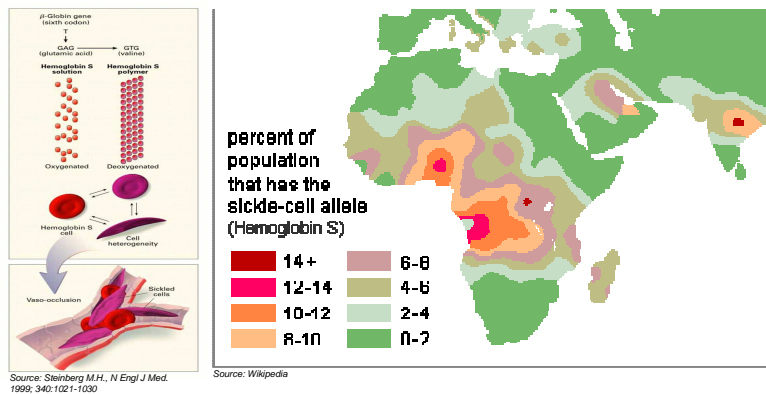 β-Globin gene
(sixth codon)
T
GAG
(glutamic acid)
GTG
(valine)
Hemoglobin S
solution
Hemoglobin S
polymer
Oxygenated
Deoxygenated
Hemoglobin S
cell
Cell
heterogeneity
Vaso-occlusion
Sickled
cells
Source: Steinberg M.H., N Engl J Med.
1999; 340:1021-1030
percent of
population
that has the
sickle-cell allele
(Hemoglobin S)
14+
12-14
10-12
8-10
6-8
4-6
2-4
0-2
Source: Wikipedia